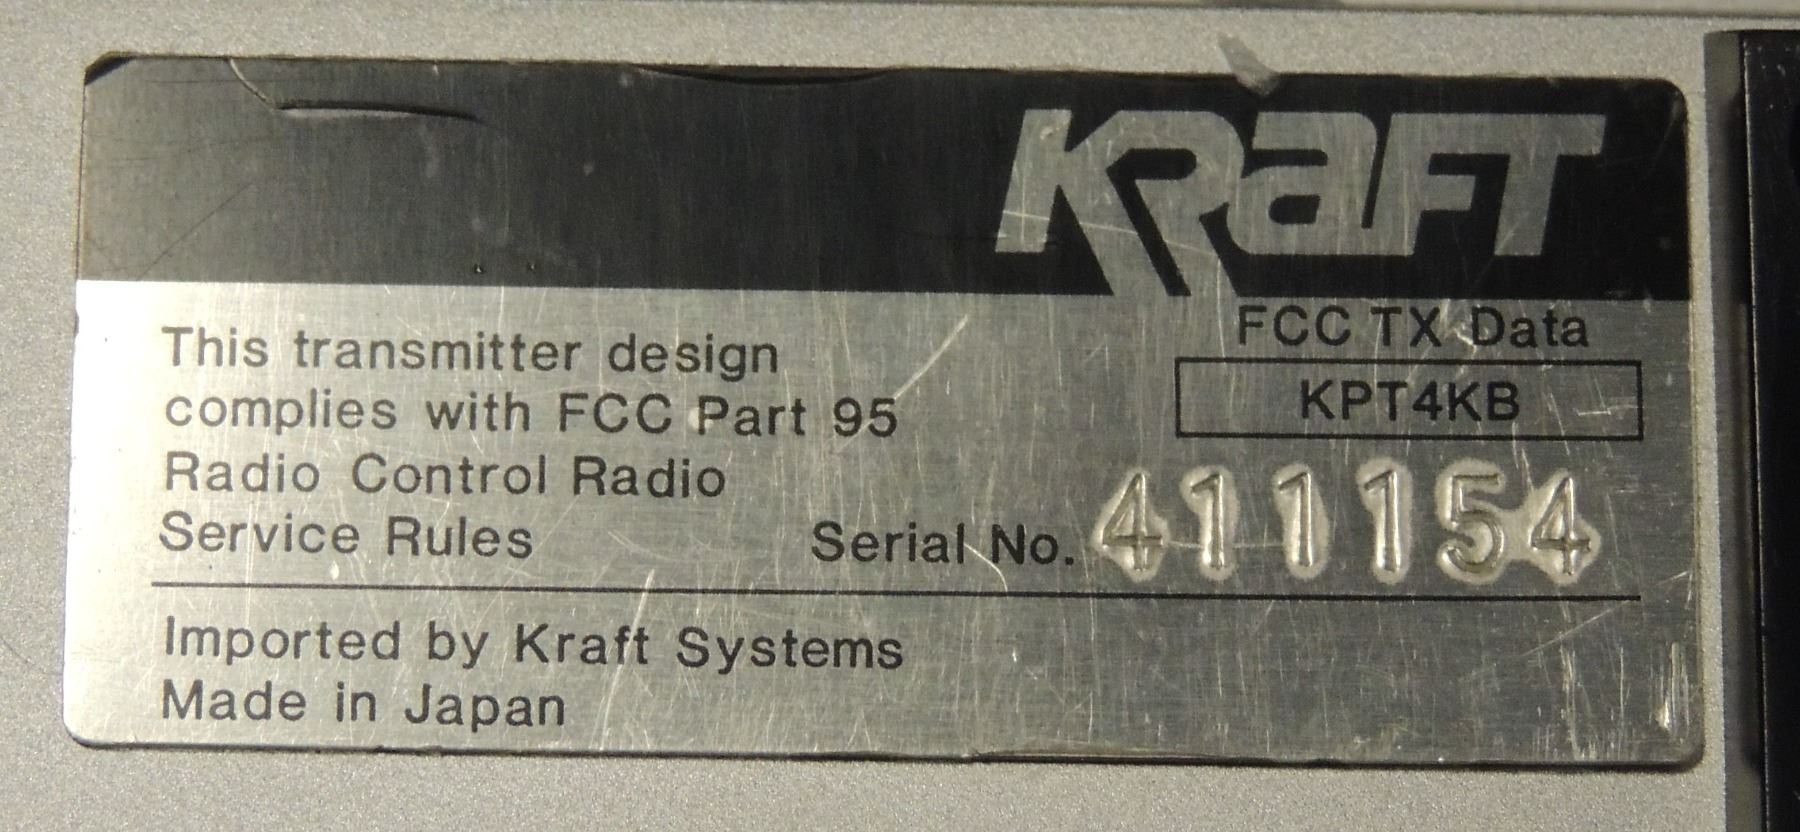 KRaFT
FCC TX Data
KPT4KB
This transmitter design
complies with FCC Part 95
Radio Control Radio
Service Rules
Serial No. 411154
Imported by Kraft Systems
Made in Japan